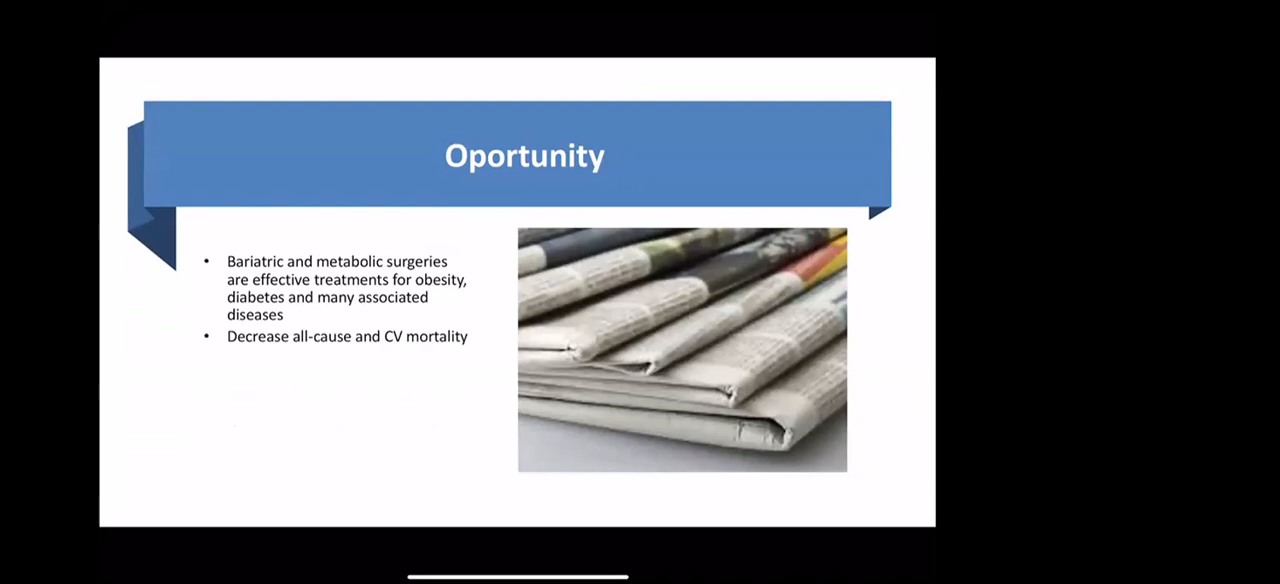 Oportunity
• Bariatric and metabolic surgeries
are effective treatments for obesity,
diabetes and many associated
diseases
• Decrease all-cause and CV mortality